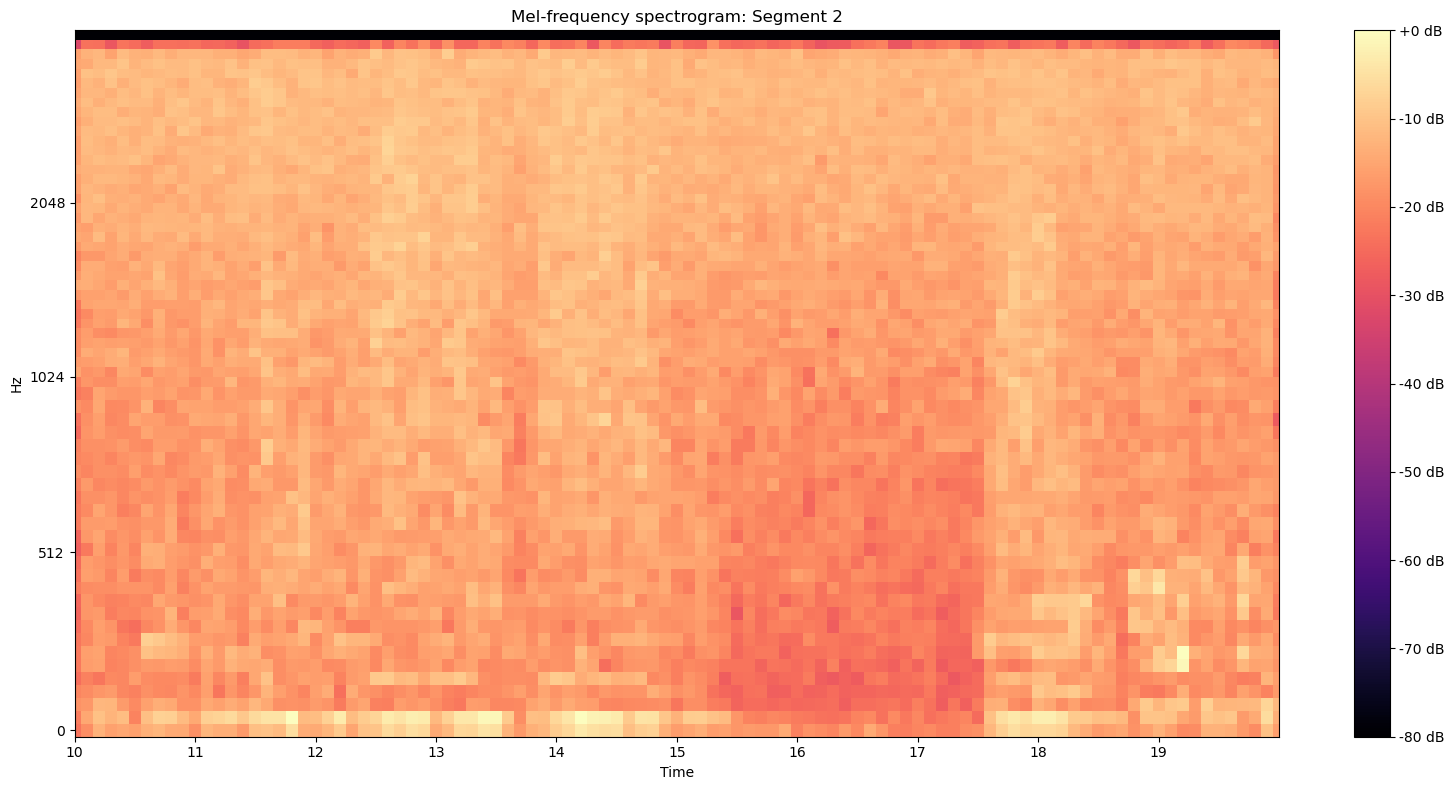 Mel-frequency spectrogram: Segment 2
Hz
2048
1024
512
0
10 11 12 13 14 15 16 17 18 19
Time
+0 dB
-10 dB
-20 dB
-30 dB
-40 dB
-50 dB
-60 dB
-70 dB
-80 dB